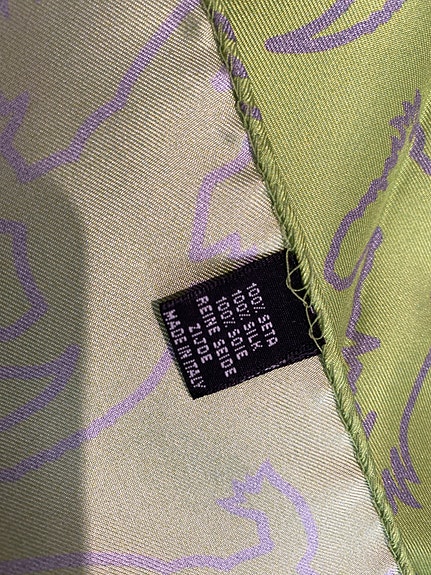 100% SETA
100% SILK
100% SOIE
REINE SEIDE
ZIJDE
MADE IN ITALY